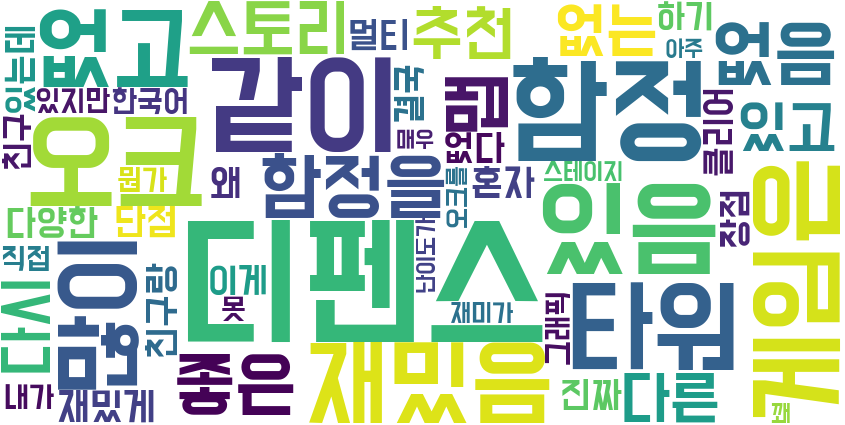 없고
스토리
멀티
추천
없는
하기
아주
없음
있는데
있지만
한국어
같이
결국
맵
함정
클리어
있고
친구
오크
뭔가
왜
함정을
매우
없다
오크를
혼자
스테이지
있음
장점
게임은
다양한
단점
직접
많이
친구랑
디펜스
이게
못
난이도가
재미가
그래픽
타워
다시
내가
재밌게
좋은
재밌음
진짜
다른
꽤